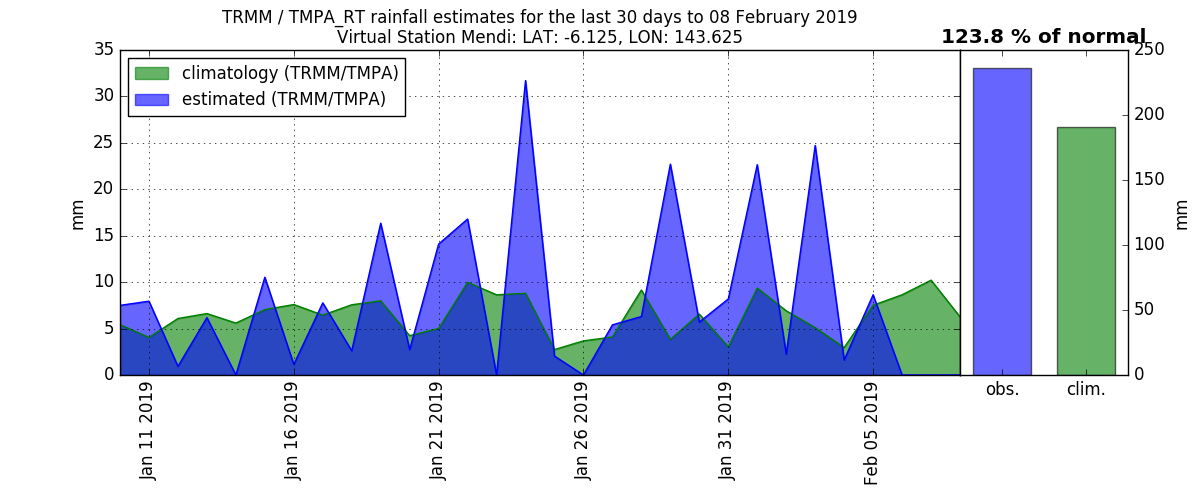 TRMM / TMPA_RT rainfall estimates for the last 30 days to 08 February 2019
Virtual Station Mendi: LAT: -6.125, LON: 143.625
123.8 % of normal
climatology (TRMM/TMPA)
estimated (TRMM/TMPA)
35
30
25
20
15
10
5
0
mm
Jan 11 2019
Jan 16 2019
Jan 21 2019
Jan 26 2019
Jan 31 2019
Feb 05 2019
250
200
150
100
50
0
mm
obs.
clim.